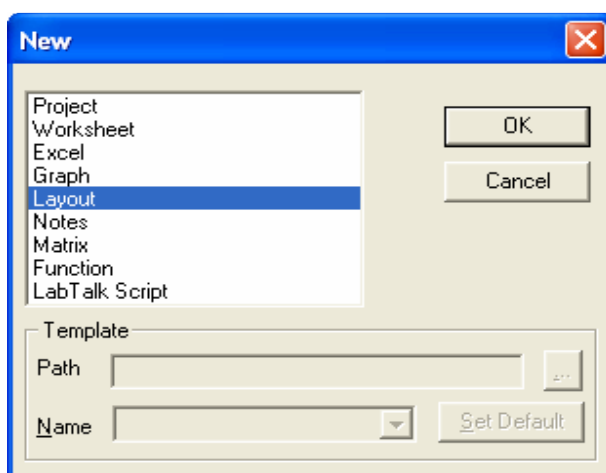 New
Project
Worksheet
Excel
Graph
Layout
Notes
Matrix
Function
LabTalk Script
OK
Cancel
Template
Path
...
Name
Set Default